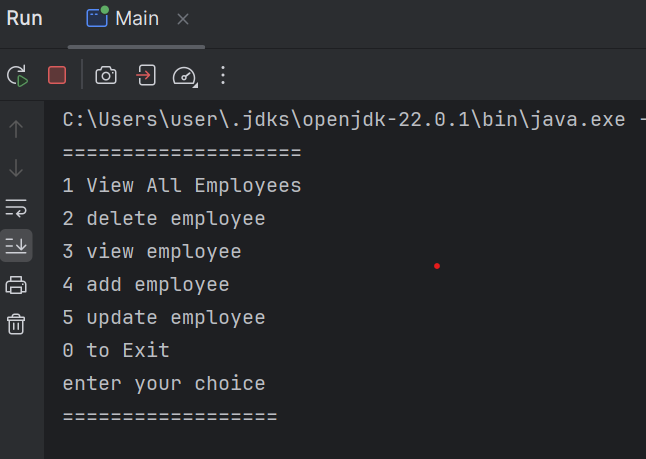 Run Main
C:\Users\user\.jdks\openjdk-22.0.1\bin\java.exe -
====================
1 View All Employees
2 delete employee
3 view employee
4 add employee
5 update employee
0 to Exit
enter your choice
==================